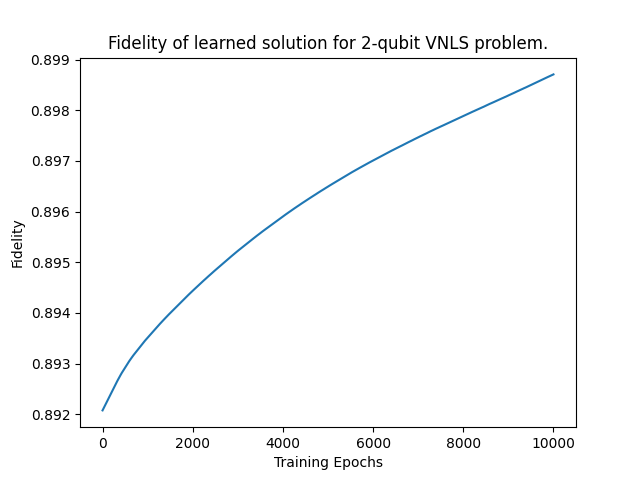 Fidelity of learned solution for 2-qubit VNLS problem.
0.899
0.898
0.897
0.896
0.895
0.894
0.893
0.892
Fidelity
0 2000 4000 6000 8000 10000
Training Epochs